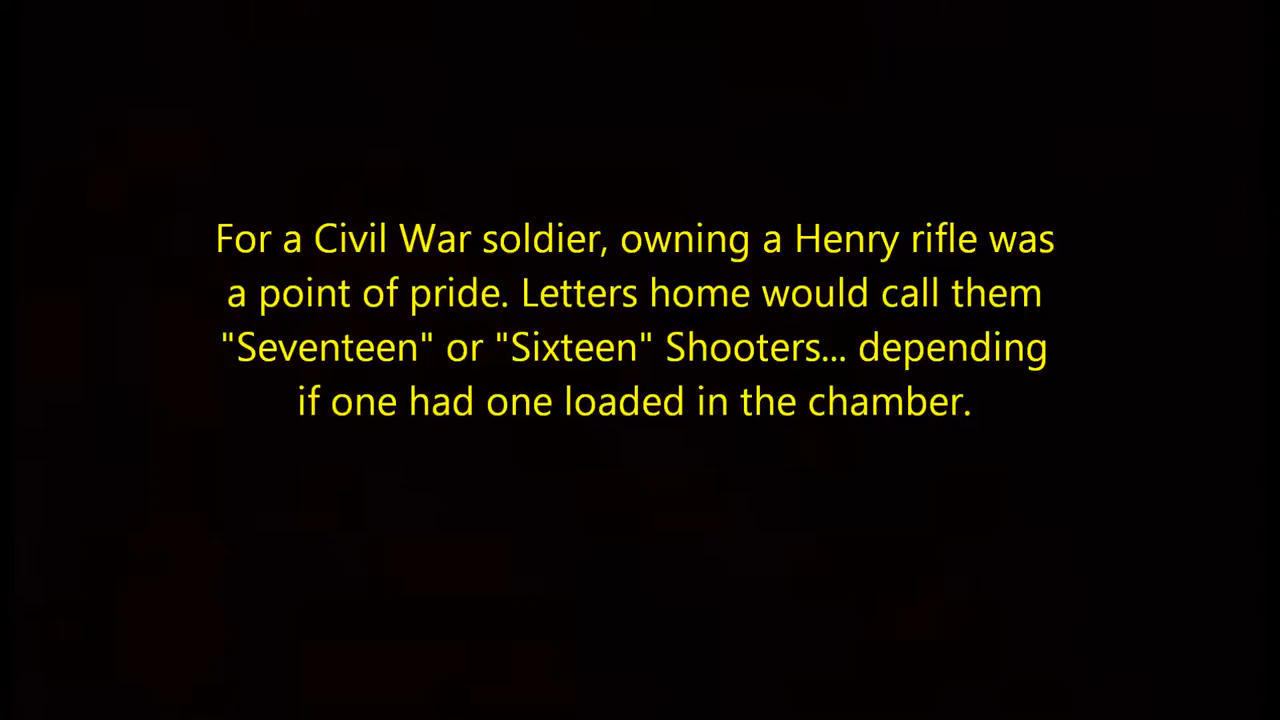 For a Civil War soldier, owning a Henry rifle was
a point of pride. Letters home would call them
"Seventeen" or "Sixteen" Shooters... depending
if one had one loaded in the chamber.